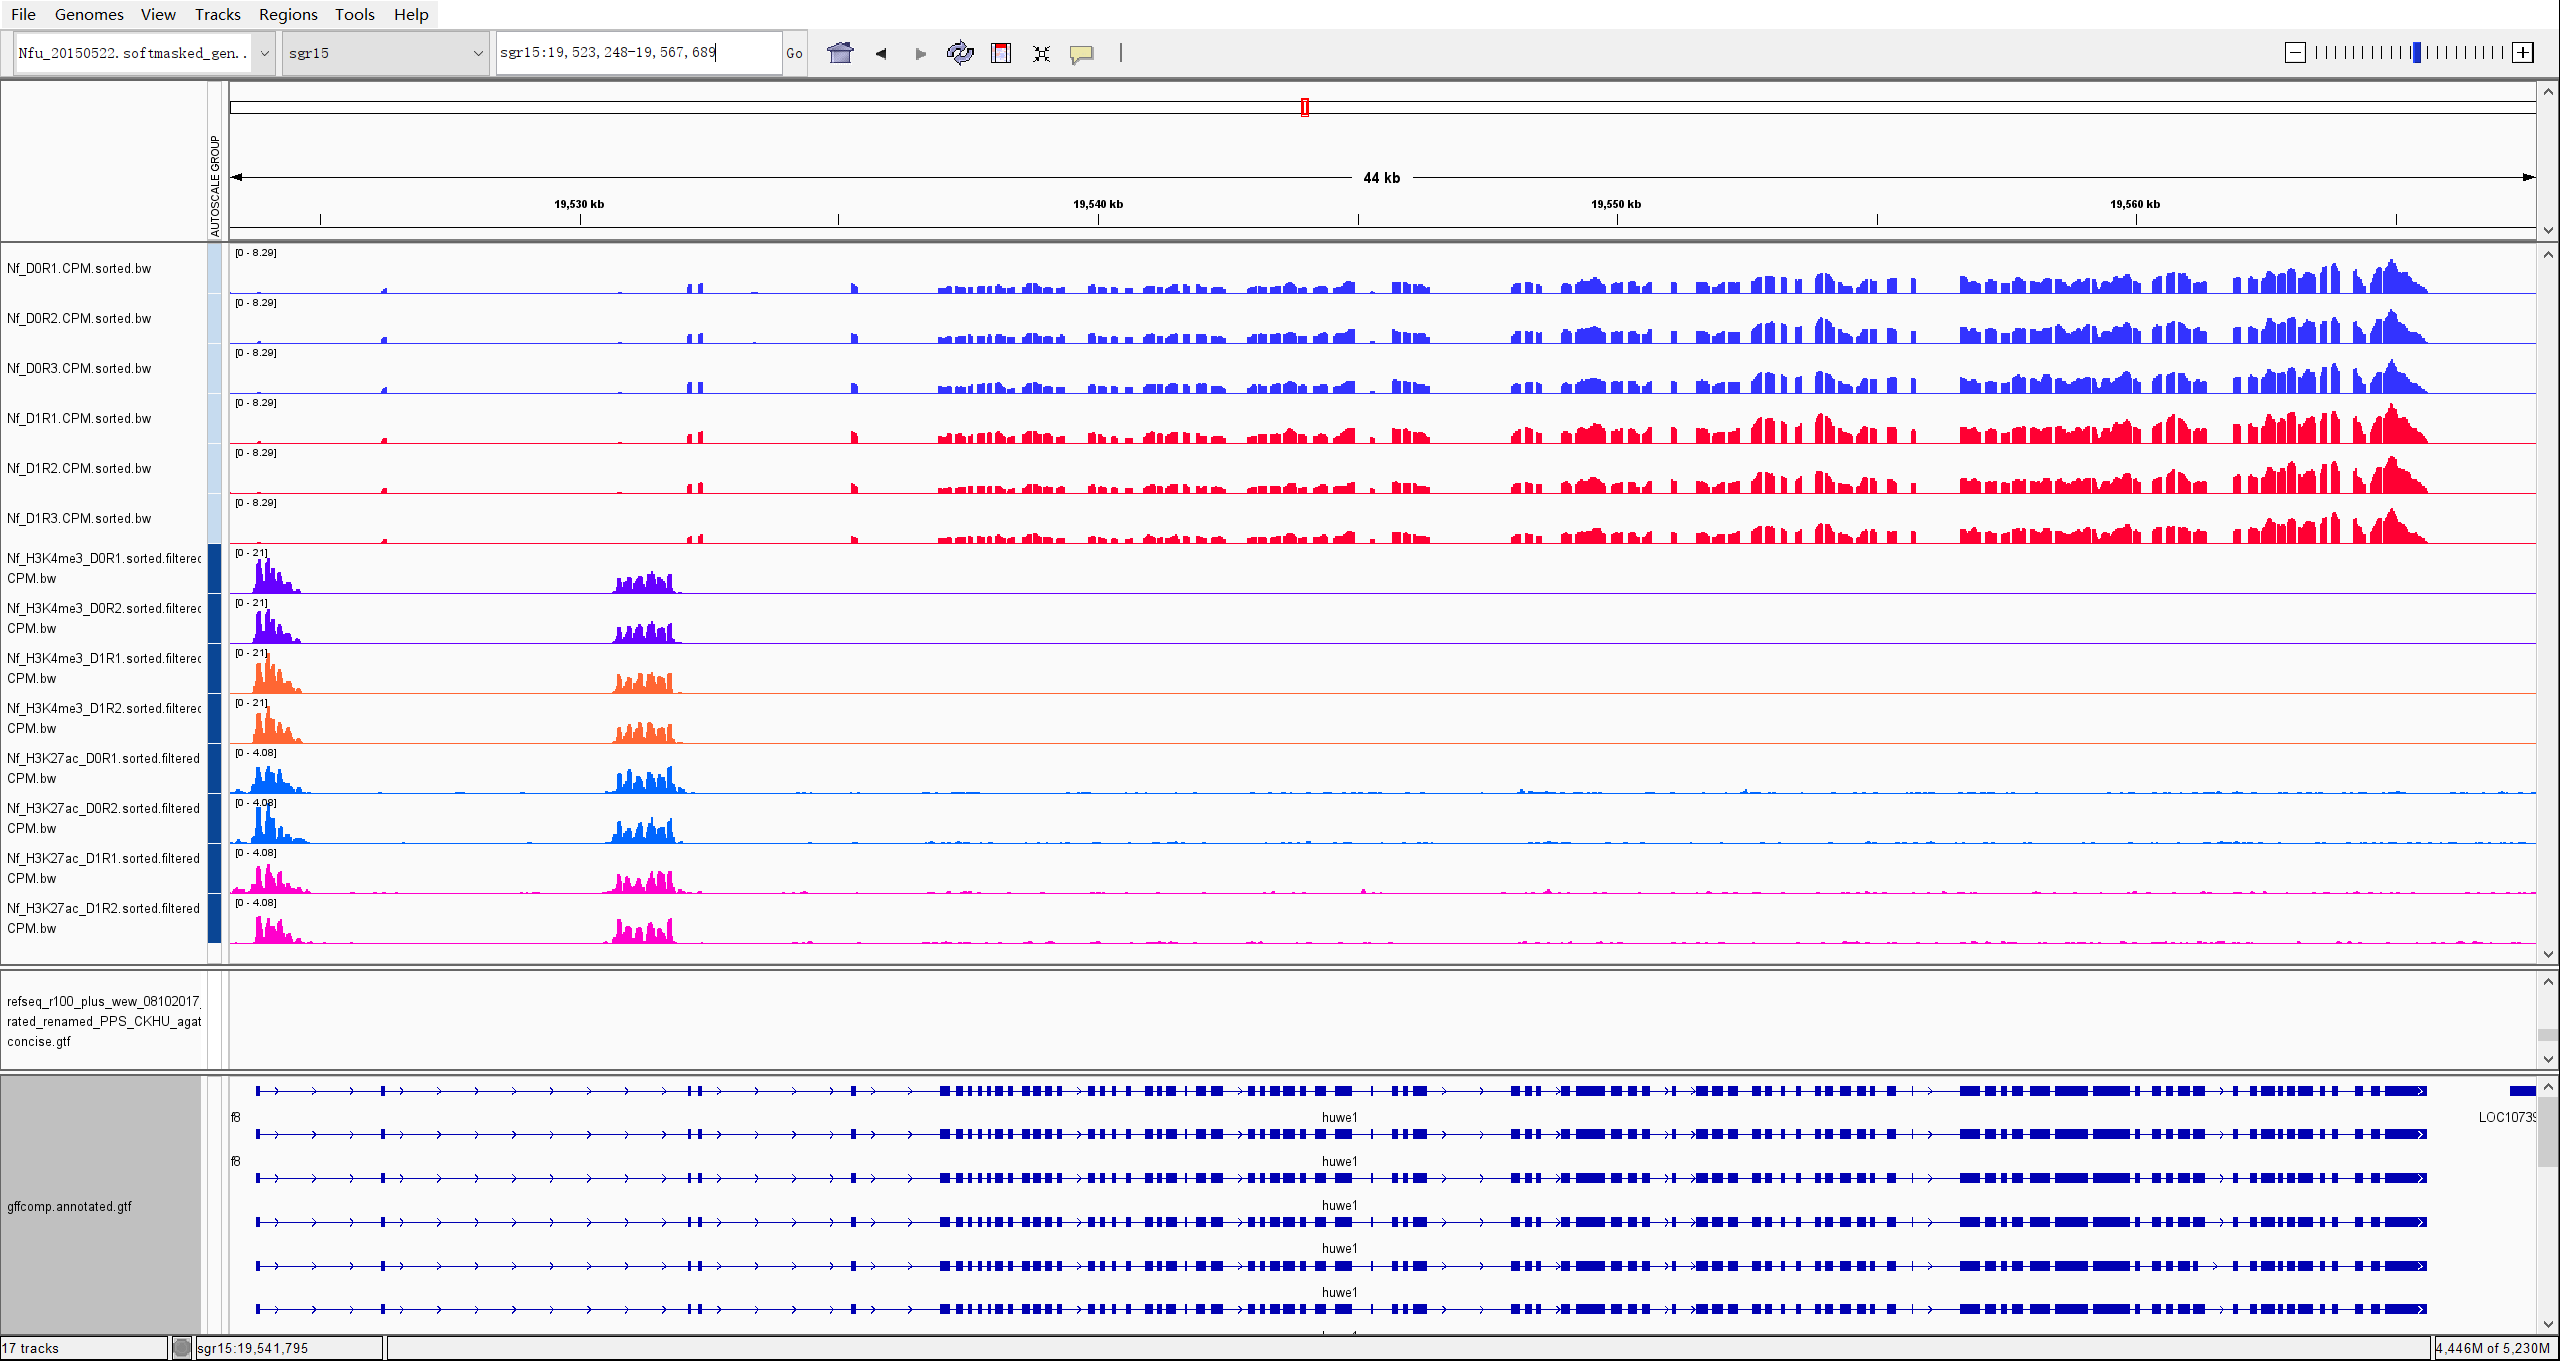 File Genomes View Tracks Regions Tools Help
Nfu_20150522.softmasked_gen.. sgr15 sgr15:19,523,248-19,567,689 Go
AUTOSCALE GROUP
44 kb
19,530 kb 19,540 kb 19,550 kb 19,560 kb
[0 - 8.29]
Nf_D0R1.CPM.sorted.bw
[0 - 8.29]
Nf_D0R2.CPM.sorted.bw
[0 - 8.29]
Nf_D0R3.CPM.sorted.bw
[0 - 8.29]
Nf_D1R1.CPM.sorted.bw
[0 - 8.29]
Nf_D1R2.CPM.sorted.bw
[0 - 8.29]
Nf_D1R3.CPM.sorted.bw
[0 - 21]
Nf_H3K4me3_D0R1.sorted.filtered
CPM.bw
[0 - 21]
Nf_H3K4me3_D0R2.sorted.filtered
CPM.bw
[0 - 21]
Nf_H3K4me3_D1R1.sorted.filtered
CPM.bw
[0 - 21]
Nf_H3K4me3_D1R2.sorted.filtered
CPM.bw
[0 - 4.08]
Nf_H3K27ac_D0R1.sorted.filtered
CPM.bw
[0 - 4.08]
Nf_H3K27ac_D0R2.sorted.filtered
CPM.bw
[0 - 4.08]
Nf_H3K27ac_D1R1.sorted.filtered
CPM.bw
[0 - 4.08]
Nf_H3K27ac_D1R2.sorted.filtered
CPM.bw
refseq_r100_plus_wew_08102017_
rated_renamed_PPS_CKHU_agat
concise.gtf
f8 huwe1 LOC10739
f8 huwe1
huwe1
gffcomp.annotated.gtf
huwe1
huwe1
17 tracks sgr15:19,541,795 4,446M of 5,230M